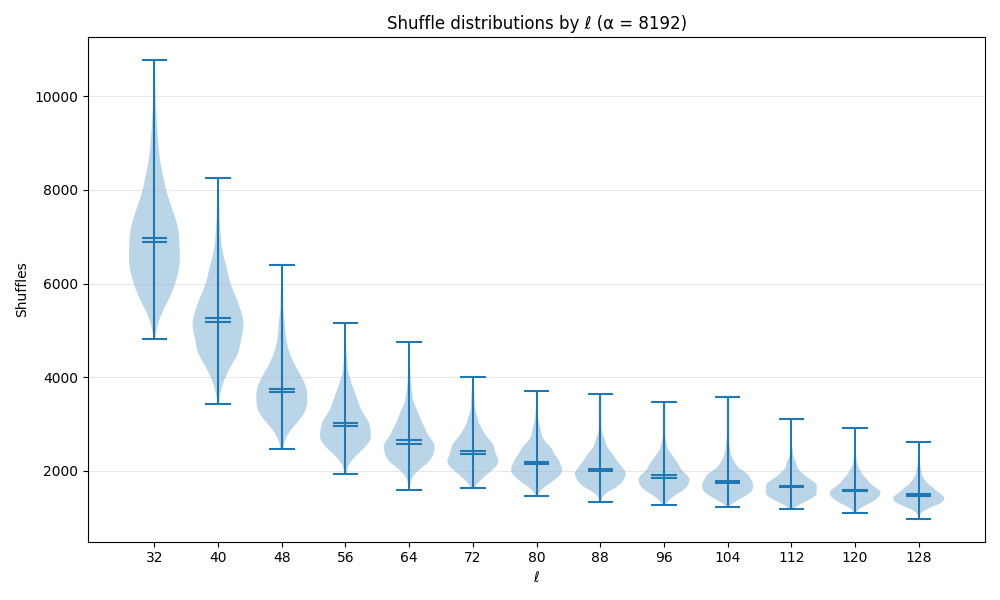 Shuffle distributions by ℓ (α = 8192)
10000
8000
6000
4000
2000
Shuffles
32 40 48 56 64 72 80 88 96 104 112 120 128
ℓ